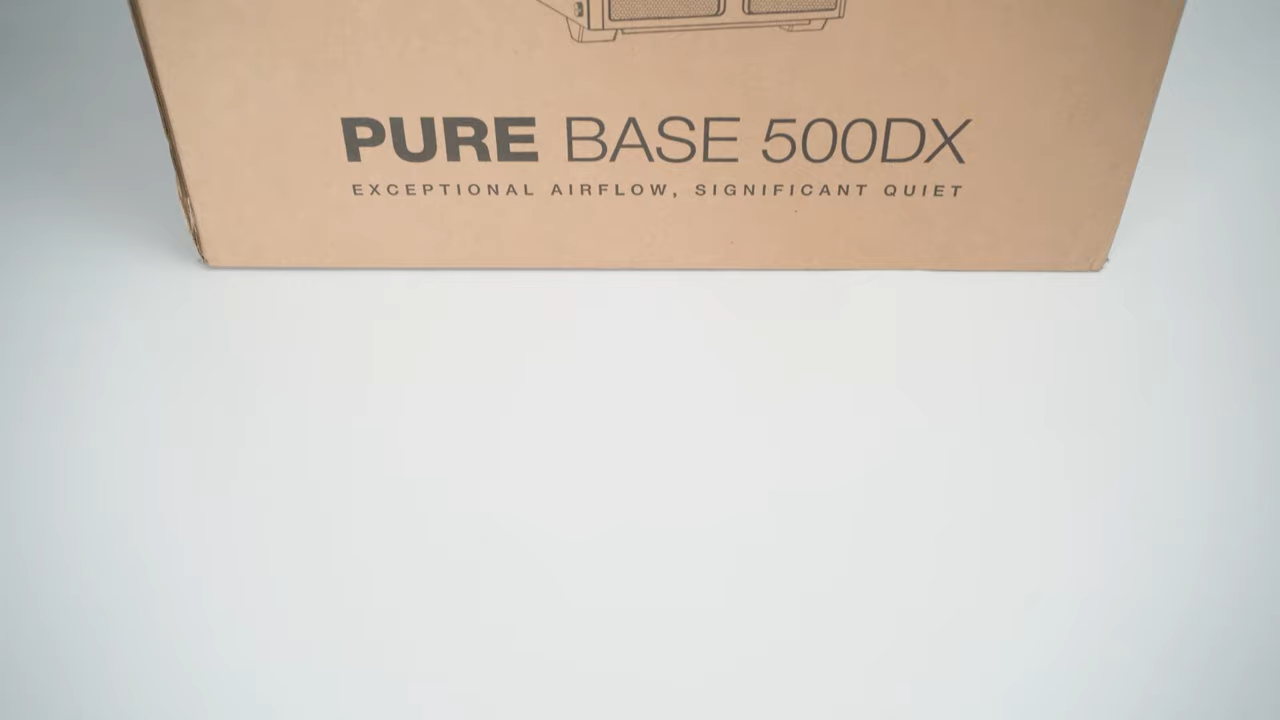 PURE BASE 500DX
EXCEPTIONAL AIRFLOW, SIGNIFICANT QUIET